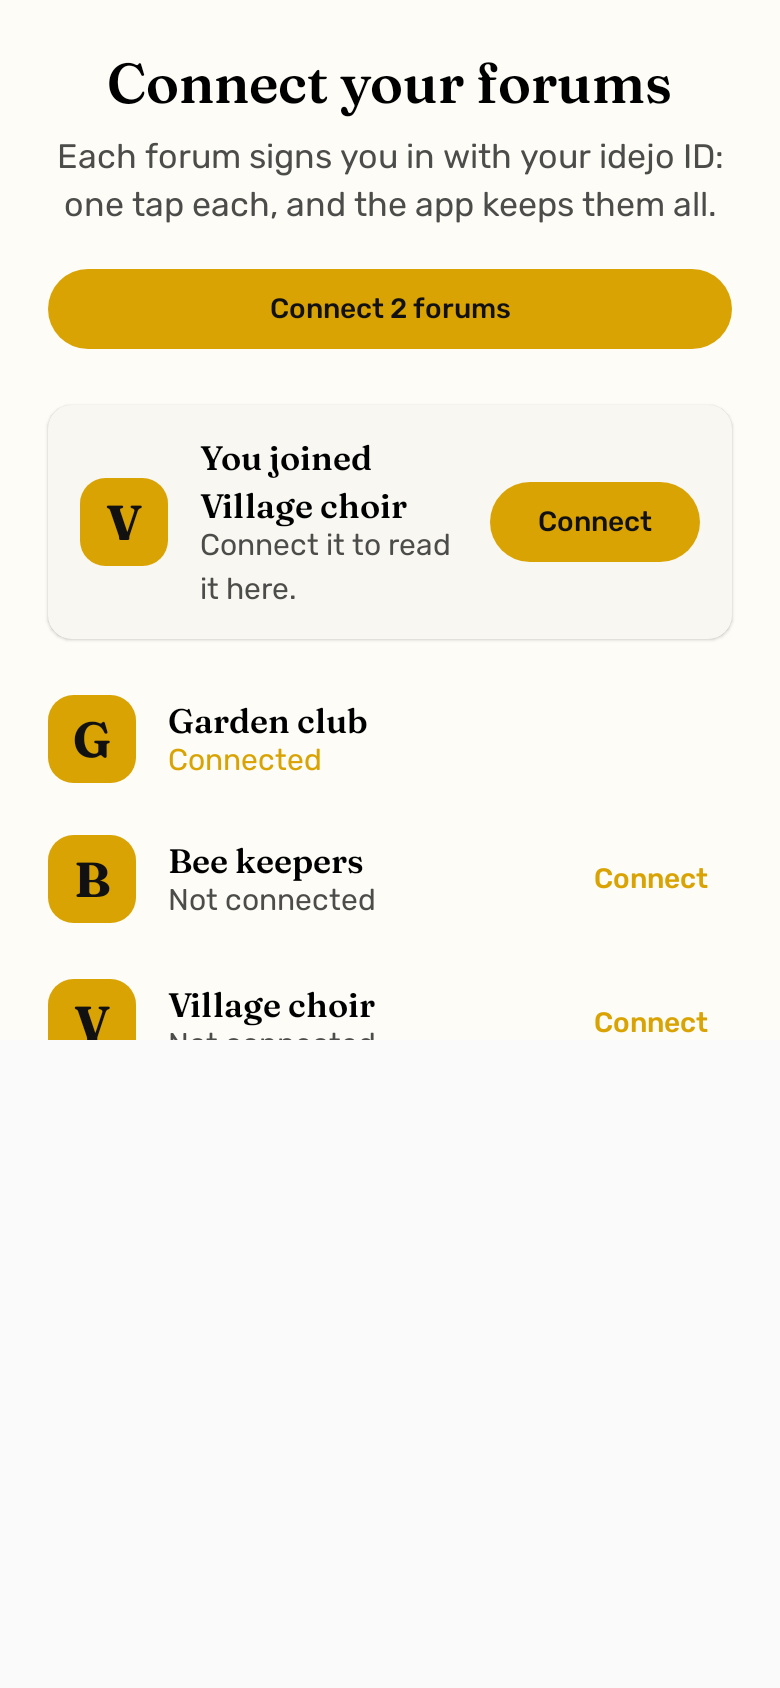 Connect your forums
Each forum signs you in with your idejo ID:
one tap each, and the app keeps them all.
Connect 2 forums
V
You joined
Village choir
Connect it to read
it here.
Connect
G
Garden club
Connected
B
Bee keepers
Not connected
Connect
V
Village choir
Not connected
Connect